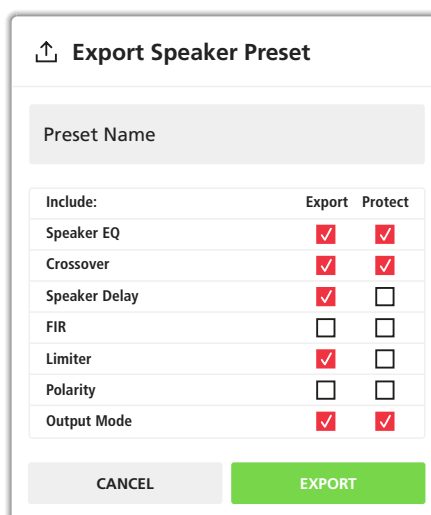 Export Speaker Preset
Preset Name
Include: Export Protect
Speaker EQ
Crossover
Speaker Delay
FIR
Limiter
Polarity
Output Mode
CANCEL EXPORT